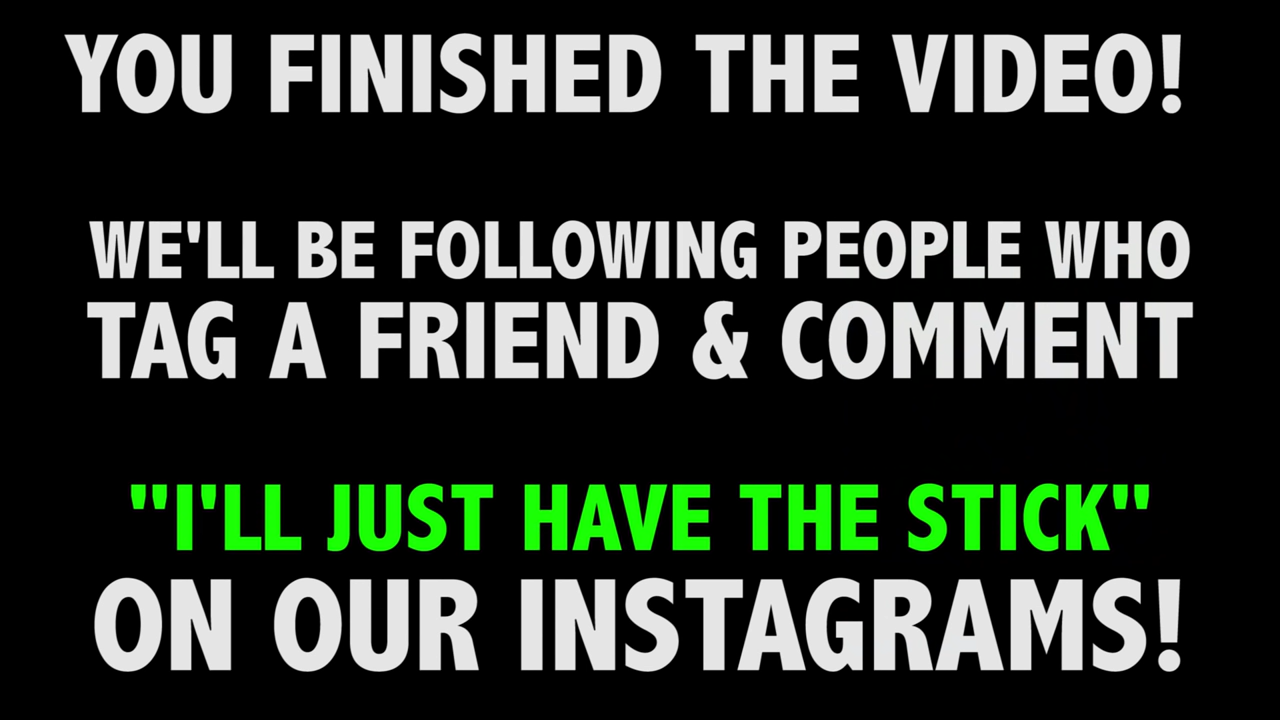 YOU FINISHED THE VIDEO!
WE'LL BE FOLLOWING PEOPLE WHO
TAG A FRIEND & COMMENT
"I'LL JUST HAVE THE STICK"
ON OUR INSTAGRAMS!